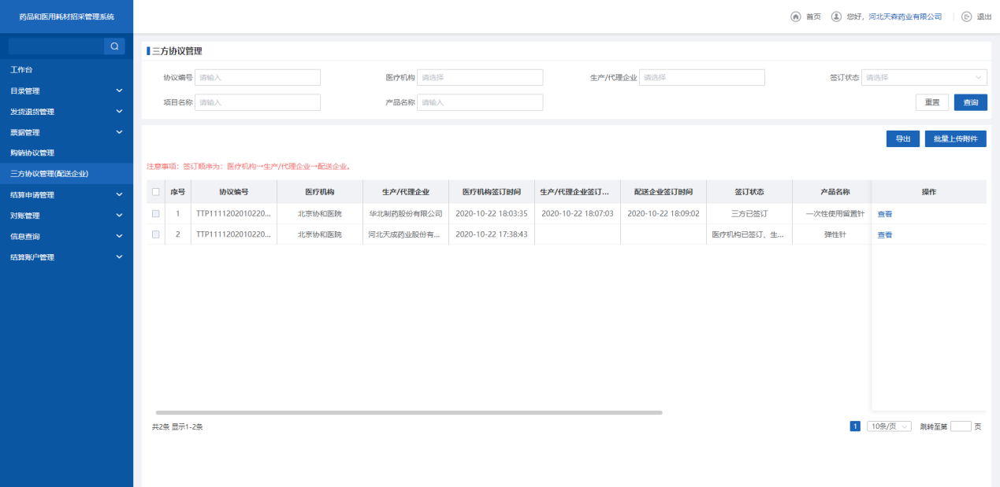 药品和医用耗材招采管理系统
首页 您好, 河北天森药业有限公司 退出
工作台
目录管理
发货退货管理
票据管理
购销协议管理
三方协议管理(配送企业)
结算申请管理
对账管理
信息查询
结算账户管理
三方协议管理
协议编号 请输入 医疗机构 请选择 生产/代理企业 请选择 签订状态 请选择
项目名称 请输入 产品名称 请输入 重置 查询
导出 批量上传附件
注意事项：签订顺序为：医疗机构→生产/代理企业→配送企业。
序号 协议编号 医疗机构 生产/代理企业 医疗机构签订时间 生产/代理企业签订... 配送企业签订时间 签订状态 产品名称 操作
1 TTP1111202010220... 北京协和医院 华北制药股份有限公司 2020-10-22 18:03:35 2020-10-22 18:07:03 2020-10-22 18:09:02 三方已签订 一次性使用留置针 查看
2 TTP1111202010220... 北京协和医院 河北天成药业股份有... 2020-10-22 17:38:43 医疗机构已签订、生... 弹性针 查看
共2条 显示1-2条 1 10条/页 跳转至第 页